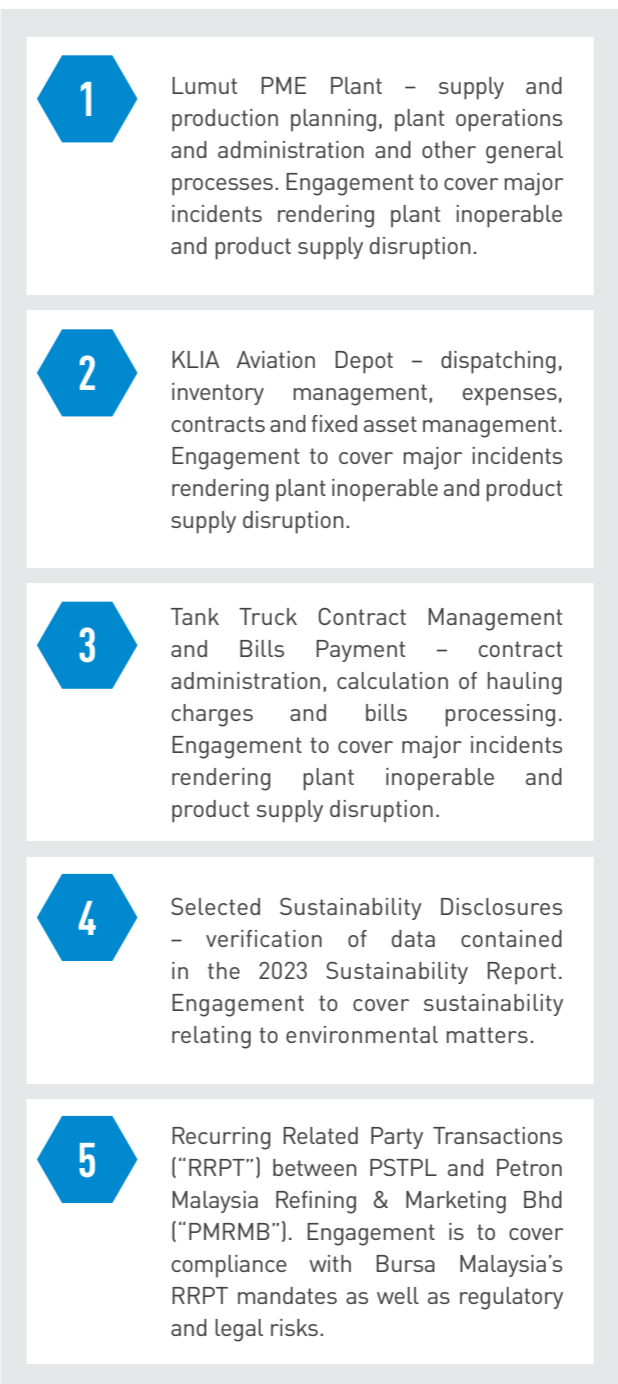 1
Lumut PME Plant – supply and
production planning, plant operations
and administration and other general
processes. Engagement to cover major
incidents rendering plant inoperable
and product supply disruption.
2
KLIA Aviation Depot – dispatching,
inventory management, expenses,
contracts and fixed asset management.
Engagement to cover major incidents
rendering plant inoperable and product
supply disruption.
3
Tank Truck Contract Management
and Bills Payment – contract
administration, calculation of hauling
charges and bills processing.
Engagement to cover major incidents
rendering plant inoperable and
product supply disruption.
4
Selected Sustainability Disclosures
– verification of data contained
in the 2023 Sustainability Report.
Engagement to cover sustainability
relating to environmental matters.
5
Recurring Related Party Transactions
(“RRPT”) between PSTPL and Petron
Malaysia Refining & Marketing Bhd
(“PMRMB”). Engagement is to cover
compliance with Bursa Malaysia’s
RRPT mandates as well as regulatory
and legal risks.